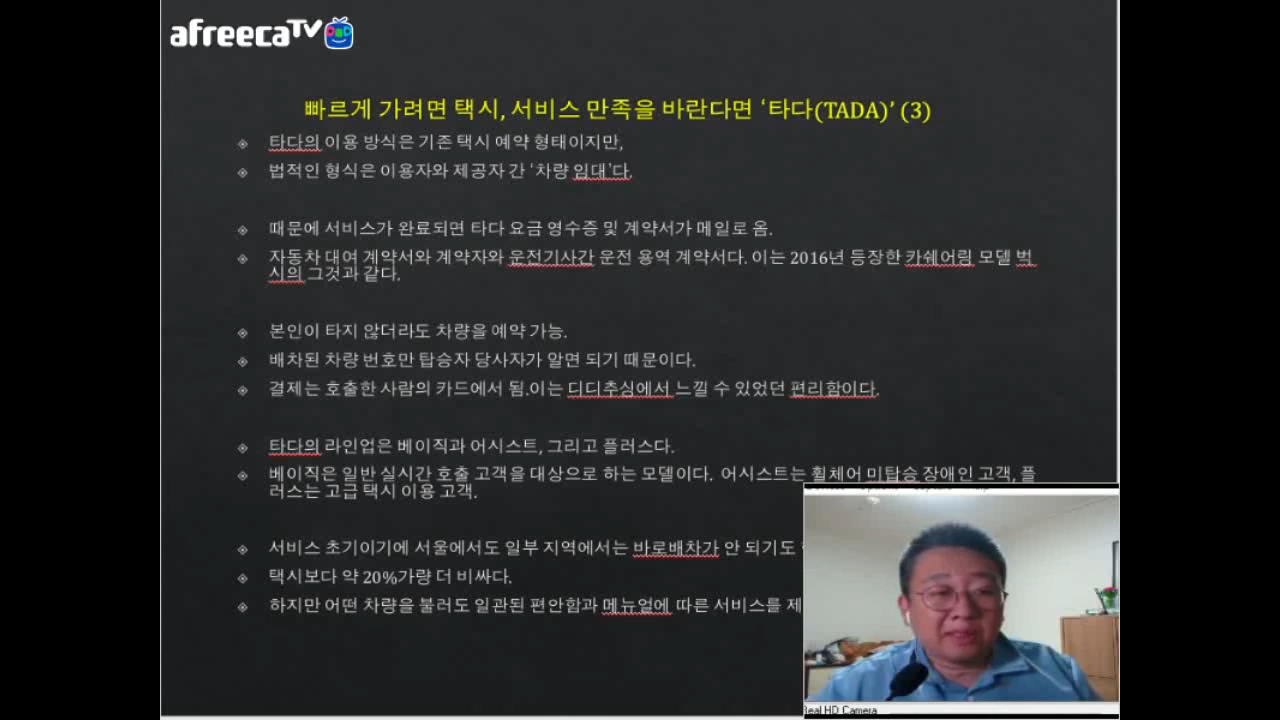 afreecaTV
빠르게 가려면 택시, 서비스 만족을 바란다면 ‘타다(TADA)’ (3)
타다의 이용 방식은 기존 택시 예약 형태이지만,
법적인 형식은 이용자와 제공자 간 ‘차량 임대’다.
때문에 서비스가 완료되면 타다 요금 영수증 및 계약서가 메일로 옴.
자동차 대여 계약서와 계약자와 운전기사간 운전 용역 계약서다. 이는 2016년 등장한 카쉐어링 모델 벅
시의 그것과 같다.
본인이 타지 않더라도 차량을 예약 가능.
배차된 차량 번호만 탑승자 당사자가 알면 되기 때문이다.
결제는 호출한 사람의 카드에서 됨.이는 디디추싱에서 느낄 수 있었던 편리함이다.
타다의 라인업은 베이직과 어시스트, 그리고 플러스다.
베이직은 일반 실시간 호출 고객을 대상으로 하는 모델이다. 어시스트는 휠체어 미탑승 장애인 고객, 플
러스는 고급 택시 이용 고객.
서비스 초기이기에 서울에서도 일부 지역에서는 바로배차가 안 되기도
택시보다 약 20%가량 더 비싸다.
하지만 어떤 차량을 불러도 일관된 편안함과 메뉴얼에 따른 서비스를 제
Real HD Camera